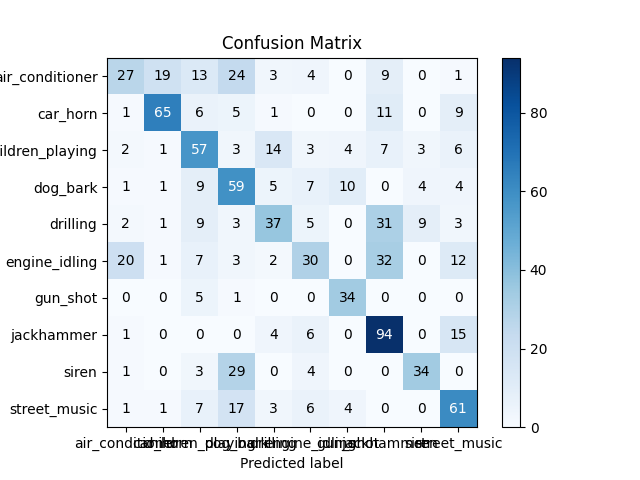 Confusion Matrix
air_conditioner 27 19 13 24 3 4 0 9 0 1
car_horn 1 65 6 5 1 0 0 11 0 9
ildren_playing 2 1 57 3 14 3 4 7 3 6
dog_bark 1 1 9 59 5 7 10 0 4 4
drilling 2 1 9 3 37 5 0 31 9 3
engine_idling 20 1 7 3 2 30 0 32 0 12
gun_shot 0 0 5 1 0 0 34 0 0 0
jackhammer 1 0 0 0 4 6 0 94 0 15
siren 1 0 3 29 0 4 0 0 34 0
street_music 1 1 7 17 3 6 4 0 0 61
street_music
Predicted label
80
60
40
20
0